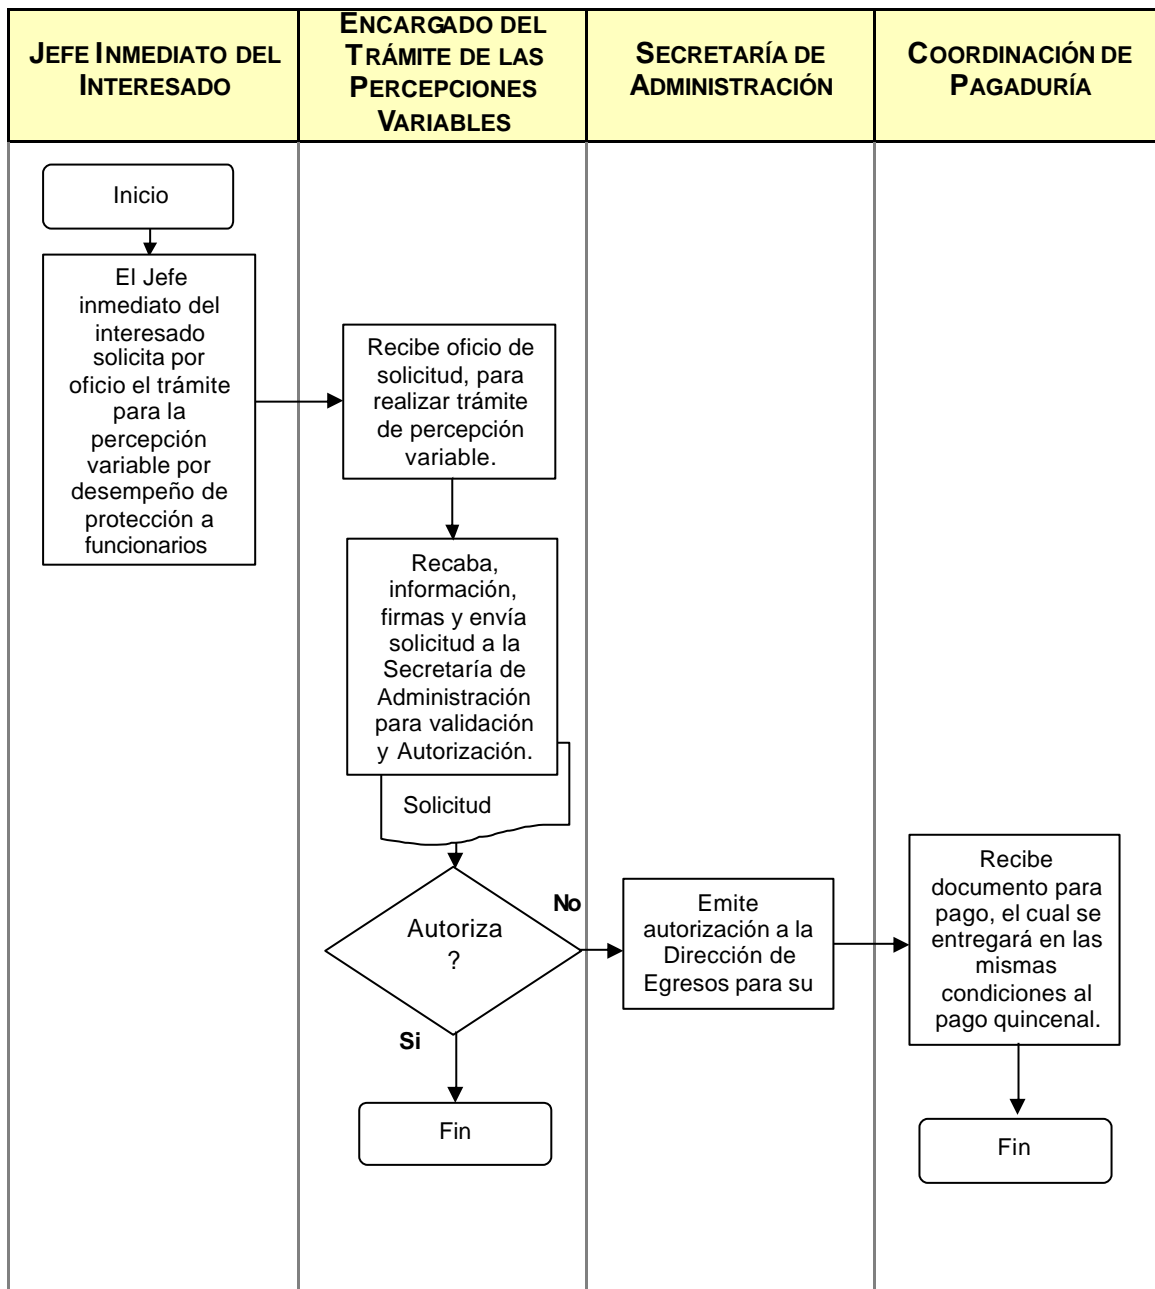 JEFE INMEDIATO DEL
INTERESADO
ENCARGADO DEL
TRÁMITE DE LAS
PERCEPCIONES
VARIABLES
SECRETARÍA DE
ADMINISTRACIÓN
COORDINACIÓN DE
PAGADURÍA
Inicio
El Jefe
inmediato del
interesado
solicita por
oficio el trámite
para la
percepción
variable por
desempeño de
protección a
funcionarios
Recibe oficio de
solicitud, para
realizar trámite
de percepción
variable.
Recaba,
información,
firmas y envía
solicitud a la
Secretaría de
Administración
para validación
y Autorización.
Solicitud
Autoriza
?
No
Si
Fin
Emite
autorización a la
Dirección de
Egresos para su
Recibe
documento para
pago, el cual se
entregará en las
mismas
condiciones al
pago quincenal.
Fin